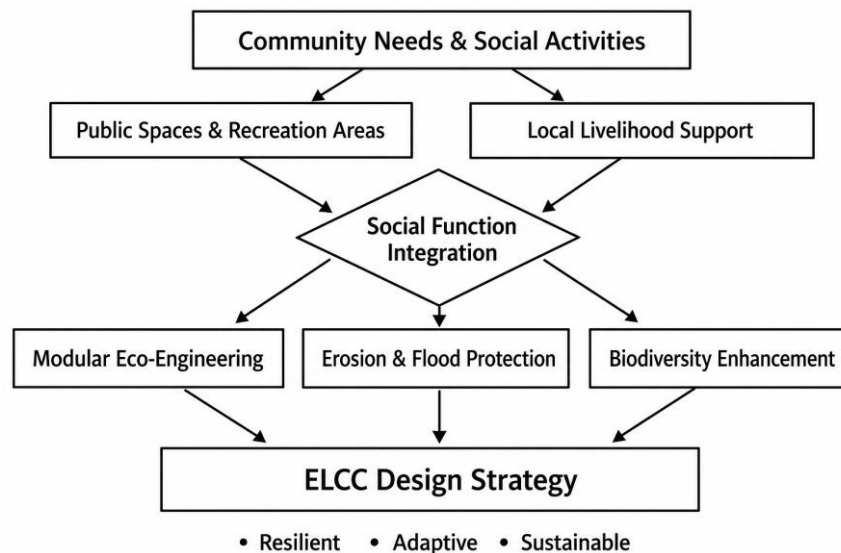 Community Needs & Social Activities
Public Spaces & Recreation Areas
Local Livelihood Support
Social Function
Integration
Modular Eco-Engineering
Erosion & Flood Protection
Biodiversity Enhancement
ELCC Design Strategy
• Resilient • Adaptive • Sustainable